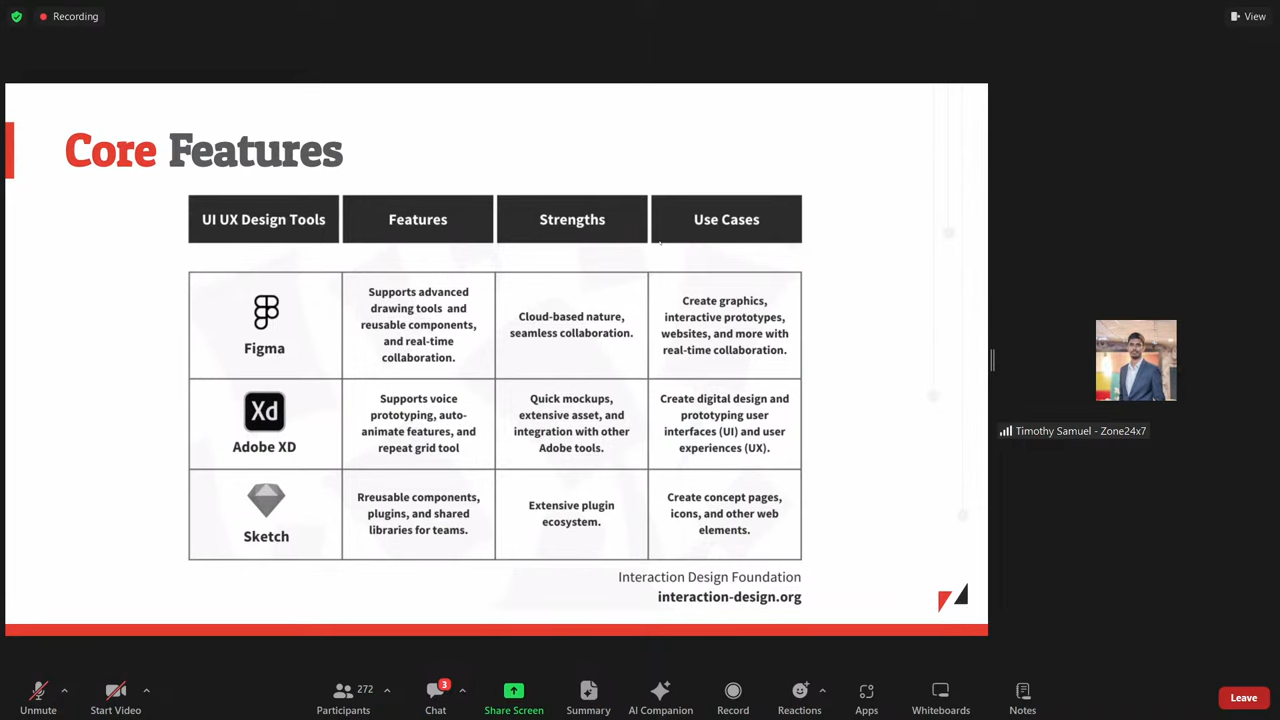 Recording
View
Core Features
UI UX Design Tools
Features
Strengths
Use Cases
Figma
Supports advanced
drawing tools and
reusable components,
and real-time
collaboration.
Cloud-based nature,
seamless collaboration.
Create graphics,
interactive prototypes,
websites, and more with
real-time collaboration.
Xd
Adobe XD
Supports voice
prototyping, auto-
animate features, and
repeat grid tool
Quick mockups,
extensive asset, and
integration with other
Adobe tools.
Create digital design and
prototyping user
interfaces (UI) and user
experiences (UX).
Sketch
Rreusable components,
plugins, and shared
libraries for teams.
Extensive plugin
ecosystem.
Create concept pages,
icons, and other web
elements.
Interaction Design Foundation
interaction-design.org
Timothy Samuel - Zone24x7
Unmute
Start Video
272
Participants
3
Chat
Share Screen
Summary
AI Companion
Record
Reactions
Apps
Whiteboards
Notes
Leave